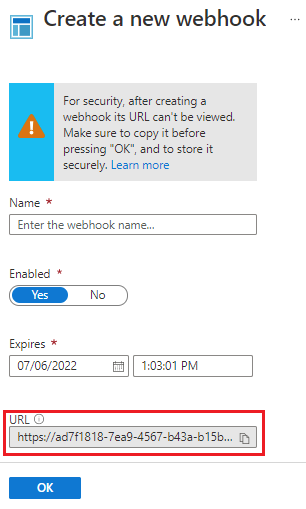 Create a new webhook
...
For security, after creating a
webhook its URL can't be viewed.
Make sure to copy it before
pressing "OK", and to store it
securely. Learn more
Name *
Enter the webhook name...
Enabled *
Yes No
Expires *
07/06/2022 1:03:01 PM
URL
https://ad7f1818-7ea9-4567-b43a-b15b...
OK